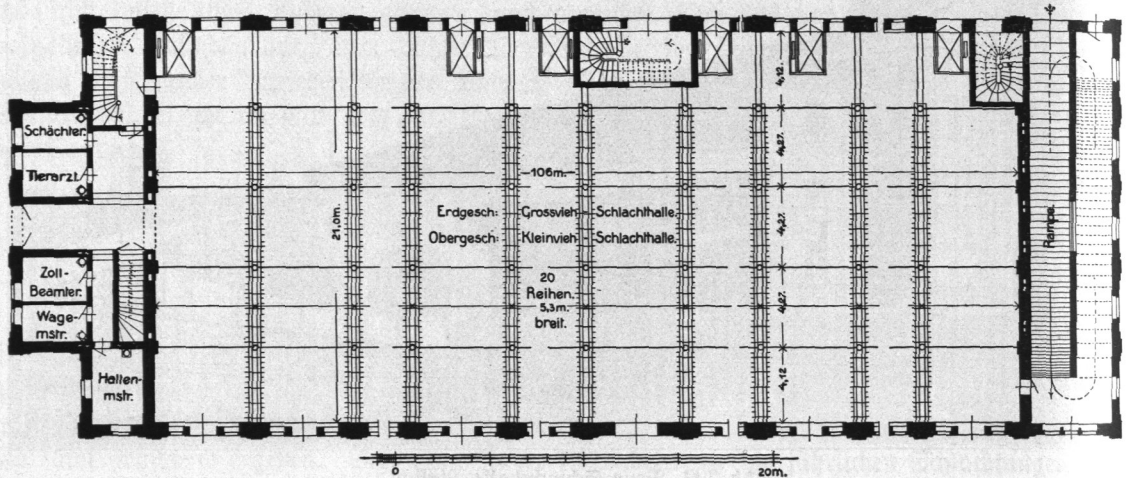 Schächter.
Tierarzt.
Zoll-
Beamter.
Wage-
mstr.
Hallen-
mstr.
21,0m.
106m.
Erdgesch: Grossvieh-Schlachthalle.
Obergesch: Kleinvieh-Schlachthalle.
20
Reihen.
5,3m.
breit.
4,12.
4,27.
4,27.
4,27.
4,12
Rampe.
0
20m.